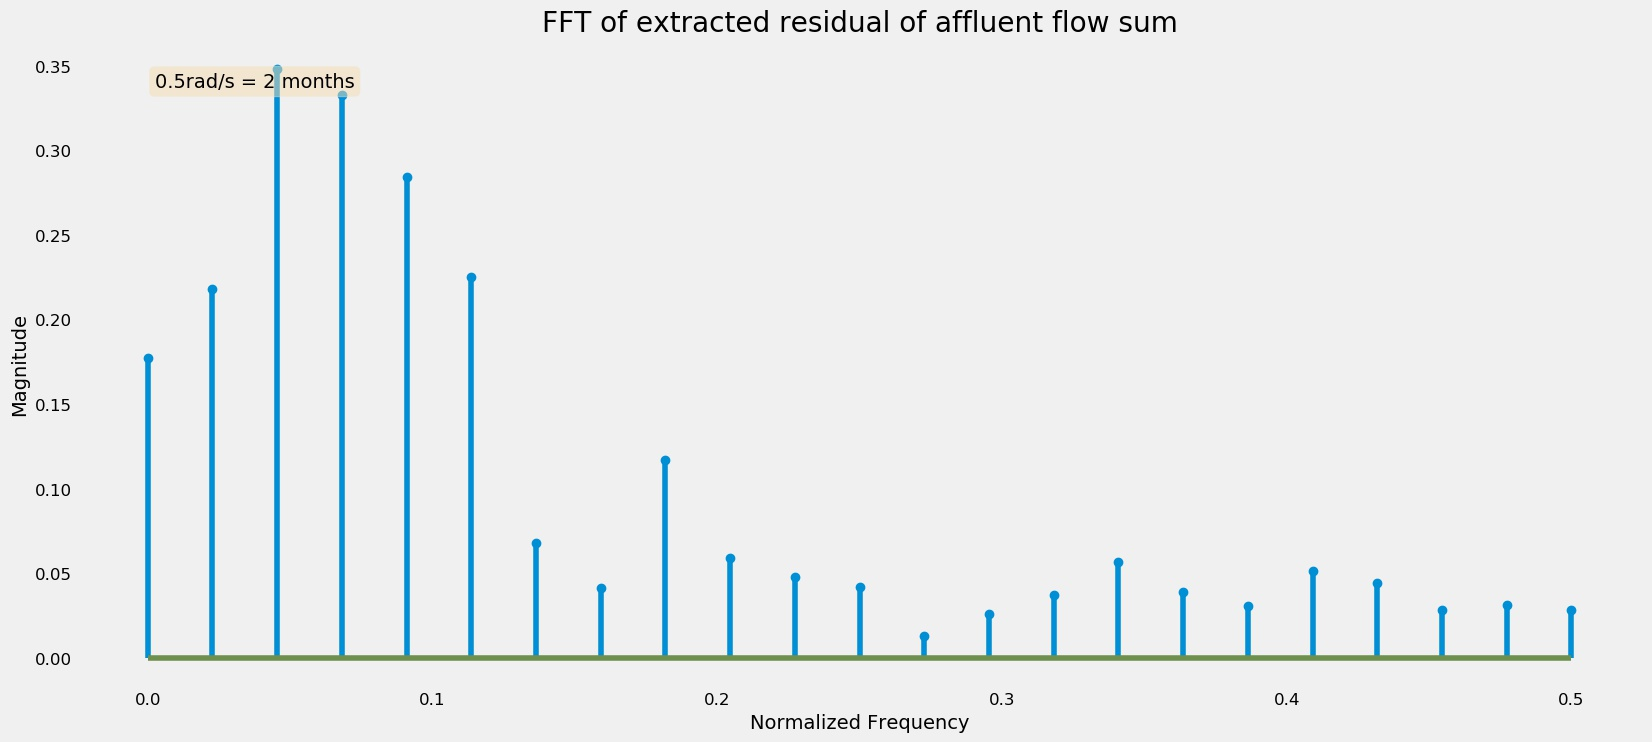 FFT of extracted residual of affluent flow sum
0.5rad/s = 2 months
0.35
0.30
0.25
0.20
0.15
0.10
0.05
0.00
Magnitude
0.0 0.1 0.2 0.3 0.4 0.5
Normalized Frequency